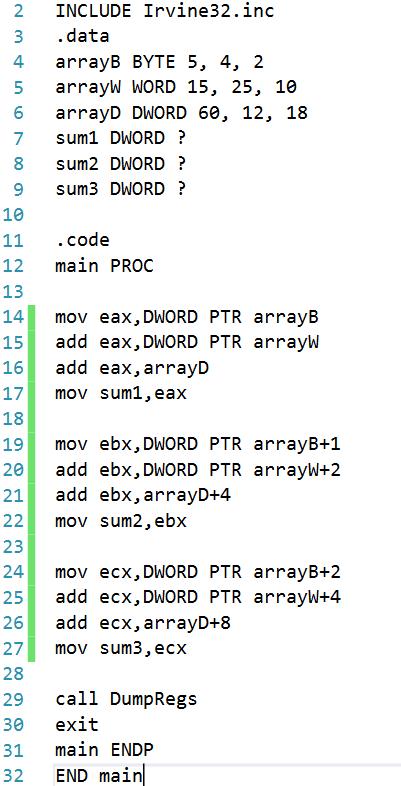 2 INCLUDE Irvine32.inc
3 .data
4 arrayB BYTE 5, 4, 2
5 arrayW WORD 15, 25, 10
6 arrayD DWORD 60, 12, 18
7 sum1 DWORD ?
8 sum2 DWORD ?
9 sum3 DWORD ?
10
11 .code
12 main PROC
13
14 mov eax,DWORD PTR arrayB
15 add eax,DWORD PTR arrayW
16 add eax,arrayD
17 mov sum1,eax
18
19 mov ebx,DWORD PTR arrayB+1
20 add ebx,DWORD PTR arrayW+2
21 add ebx,arrayD+4
22 mov sum2,ebx
23
24 mov ecx,DWORD PTR arrayB+2
25 add ecx,DWORD PTR arrayW+4
26 add ecx,arrayD+8
27 mov sum3,ecx
28
29 call DumpRegs
30 exit
31 main ENDP
32 END main